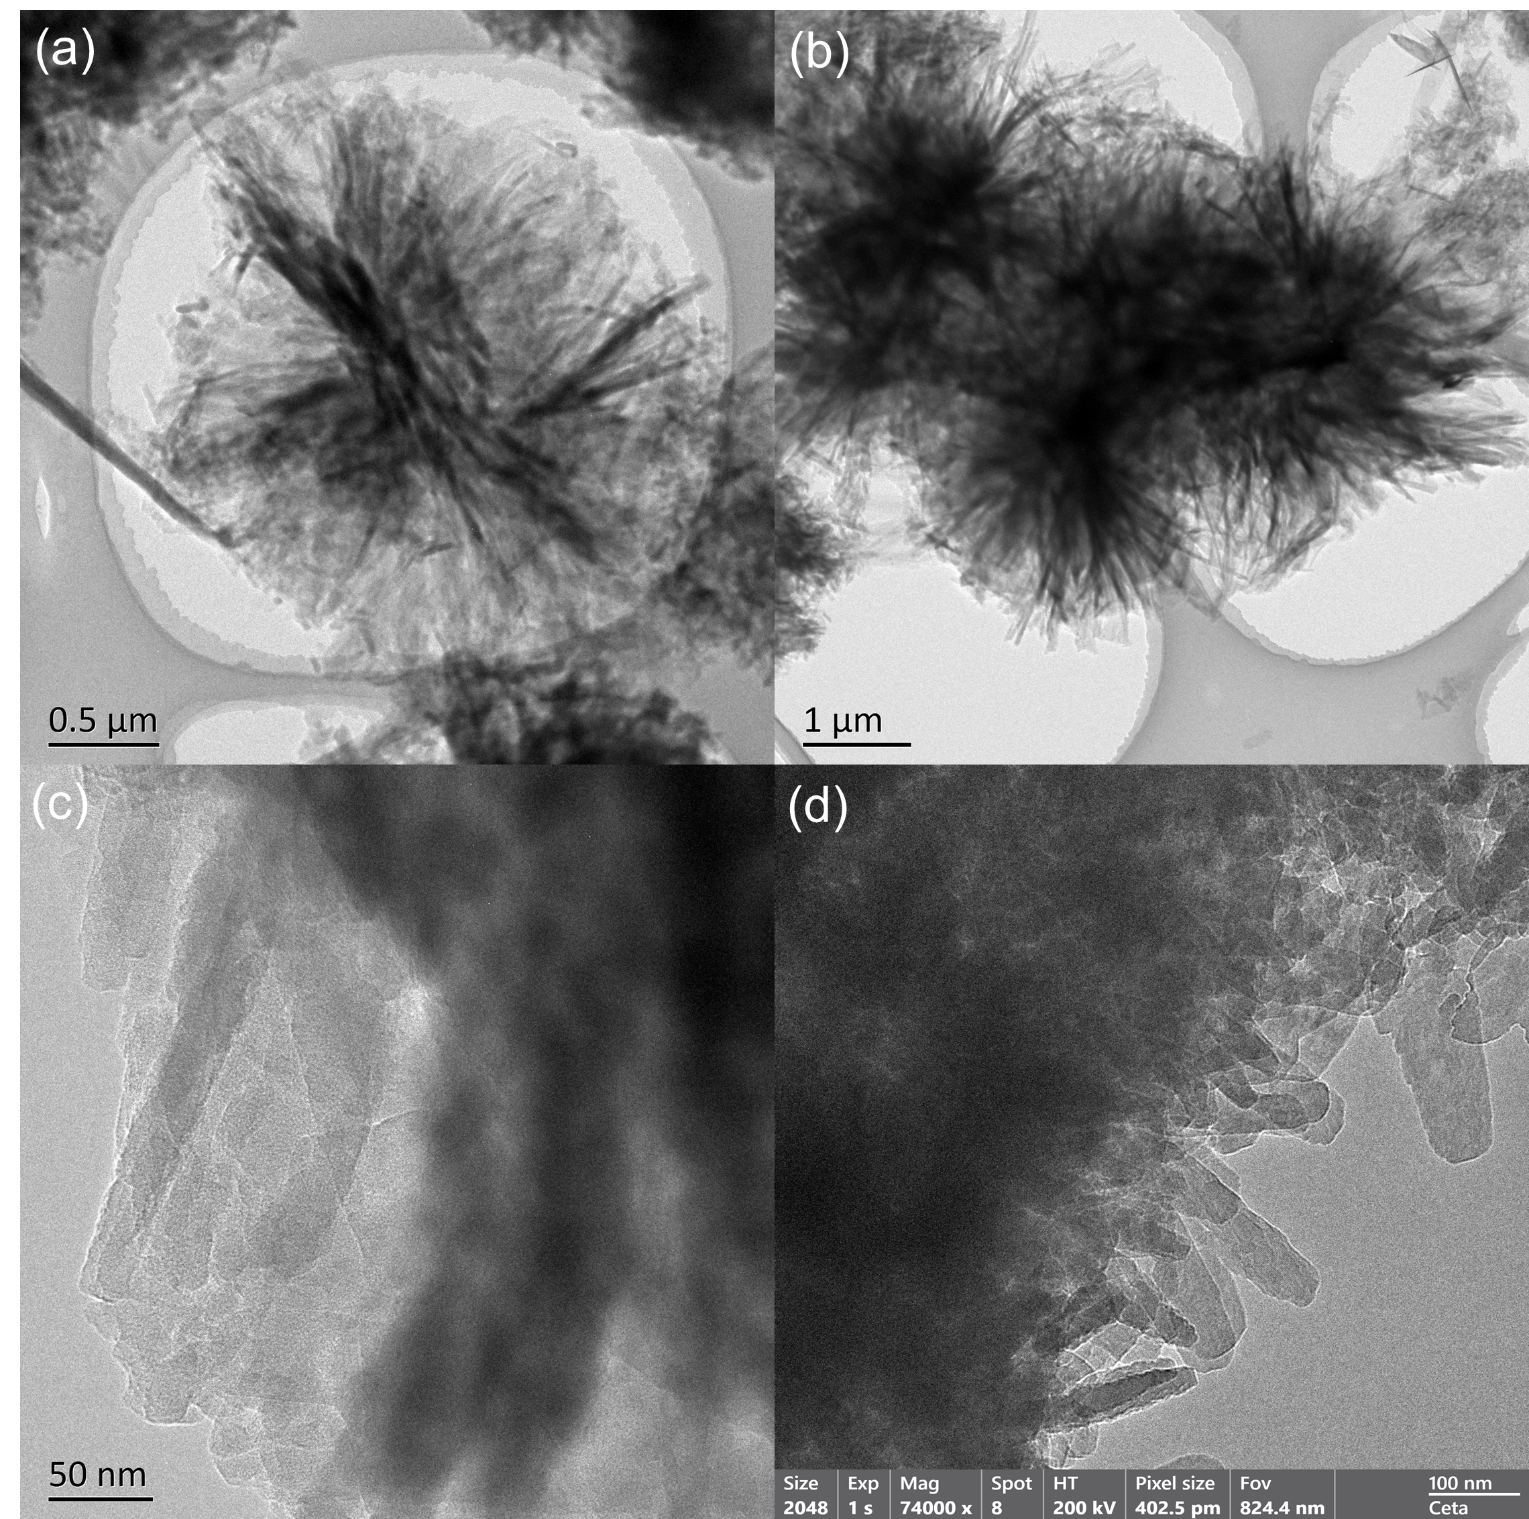 (a)
(b)
0.5 µm
1 µm
(c)
(d)
50 nm
Size Exp Mag Spot HT Pixel size Fov 100 nm
2048 1 s 74000 x 8 200 kV 402.5 pm 824.4 nm Ceta